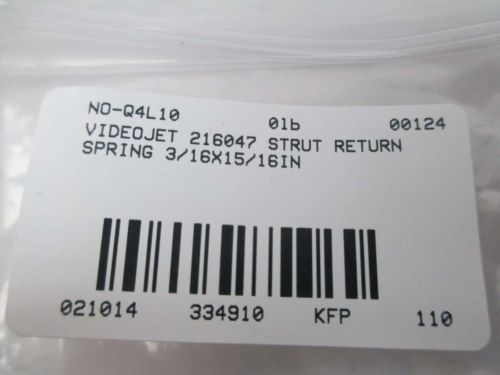 NO-Q4L10 0lb 00124
VIDEOJET 216047 STRUT RETURN
SPRING 3/16X15/16IN
021014 334910 KFP 110